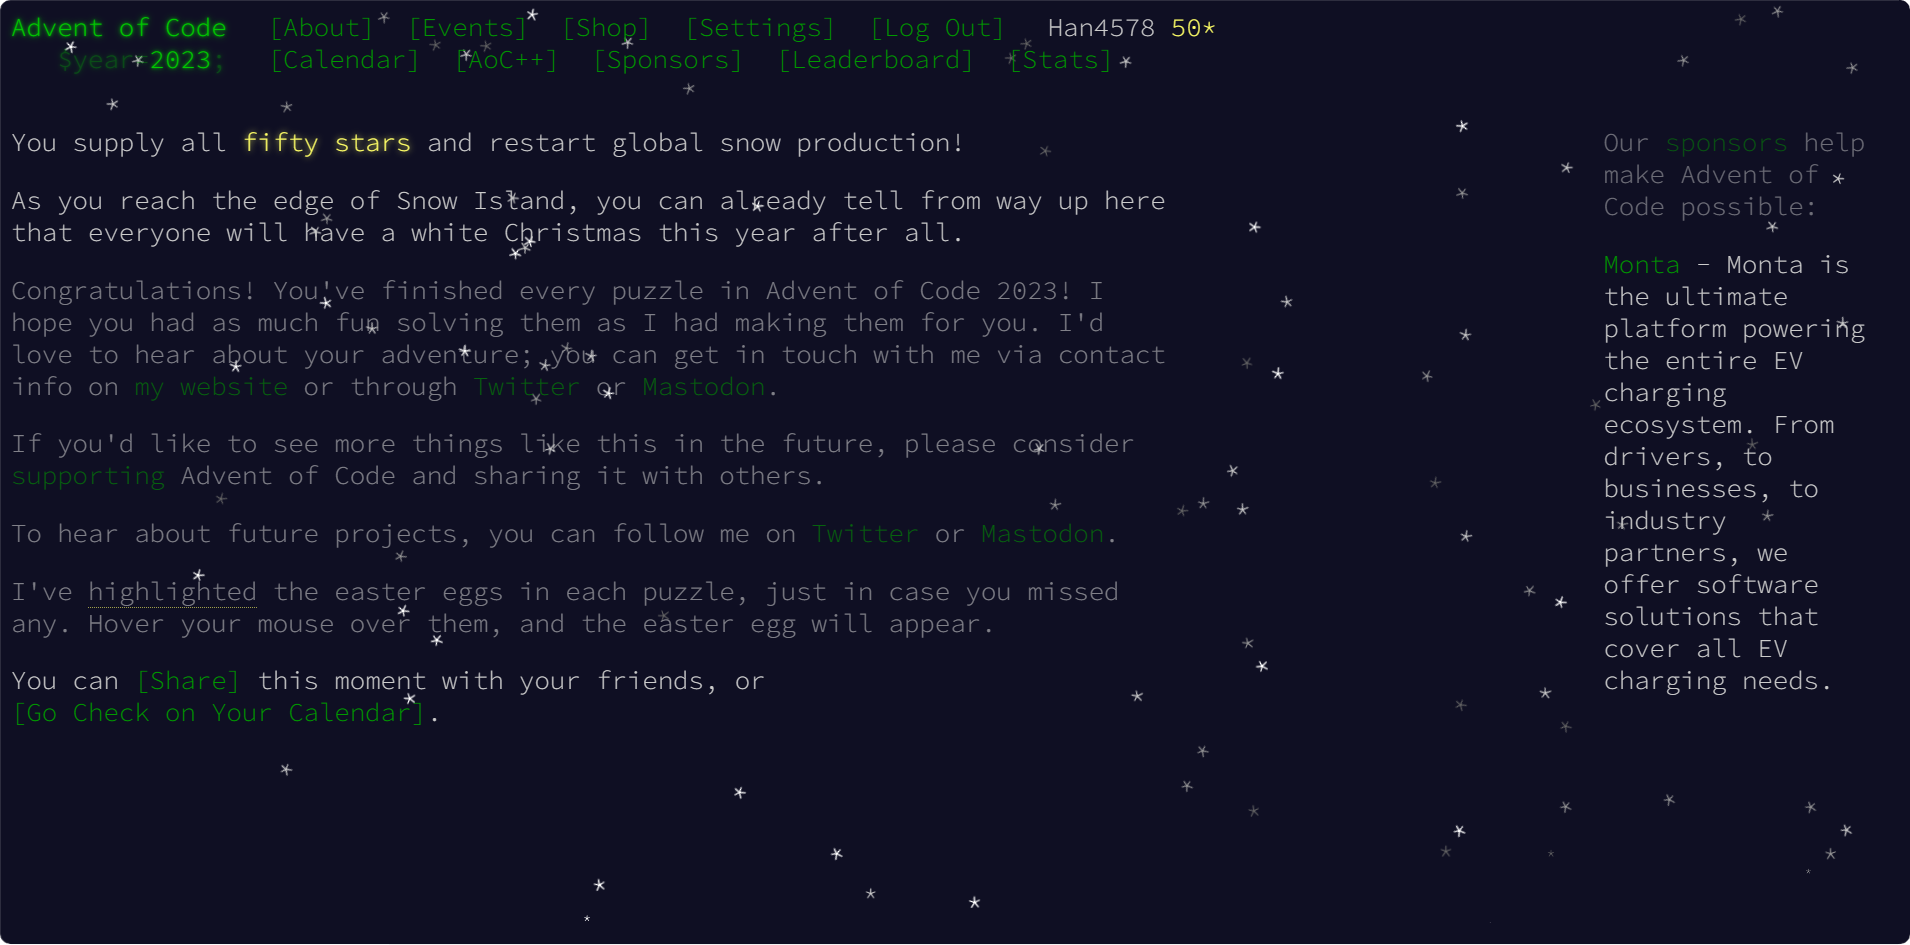 Advent of Code [About] [Events] [Shop] [Settings] [Log Out] Han4578 50*
$year=2023; [Calendar] [AoC++] [Sponsors] [Leaderboard] [Stats]
You supply all fifty stars and restart global snow production!
As you reach the edge of Snow Island, you can already tell from way up here
that everyone will have a white Christmas this year after all.
Congratulations! You've finished every puzzle in Advent of Code 2023! I
hope you had as much fun solving them as I had making them for you. I'd
love to hear about your adventure; you can get in touch with me via contact
info on my website or through Twitter or Mastodon.
If you'd like to see more things like this in the future, please consider
supporting Advent of Code and sharing it with others.
To hear about future projects, you can follow me on Twitter or Mastodon.
I've highlighted the easter eggs in each puzzle, just in case you missed
any. Hover your mouse over them, and the easter egg will appear.
You can [Share] this moment with your friends, or
[Go Check on Your Calendar].
Our sponsors help
make Advent of
Code possible:
Monta - Monta is
the ultimate
platform powering
the entire EV
charging
ecosystem. From
drivers, to
businesses, to
industry
partners, we
offer software
solutions that
cover all EV
charging needs.